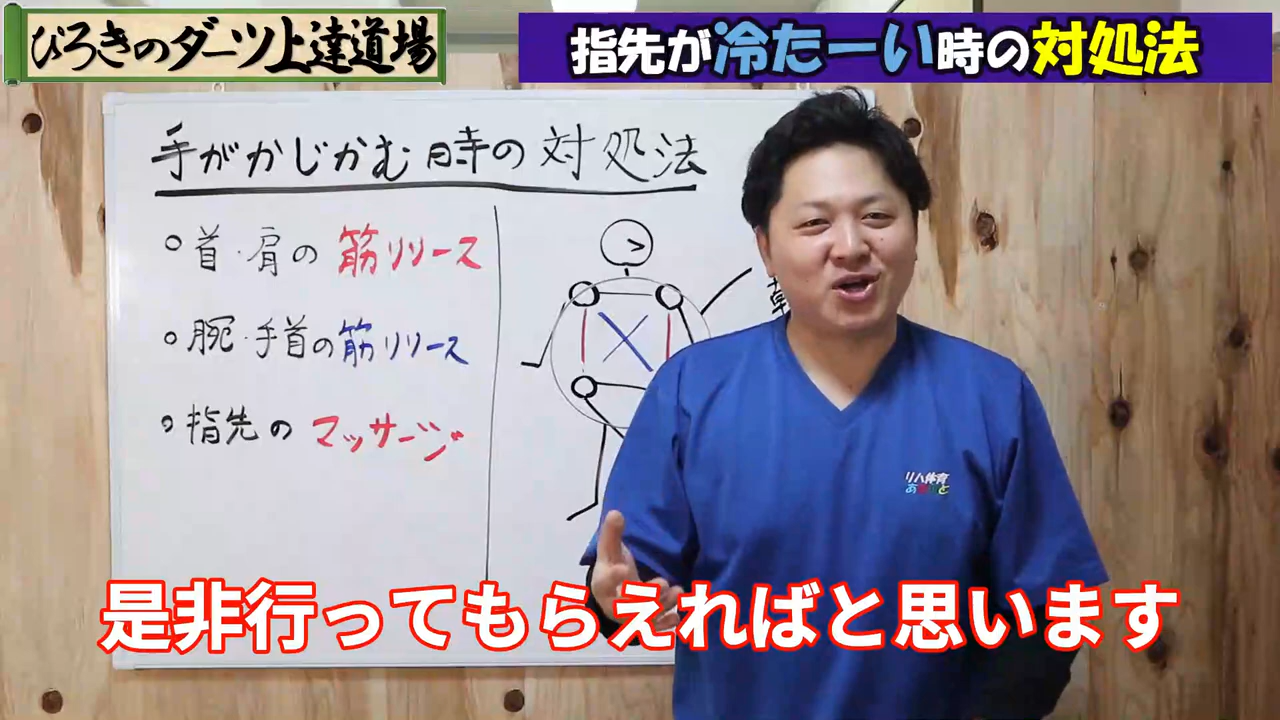 ひろきのダーツ上達道場
指先が冷たーい時の対処法
手がかじかむ時の対処法
首・肩の筋リリース
腕・手首の筋リリース
指先のマッサージ
リハ体育
是非行ってもらえればと思います